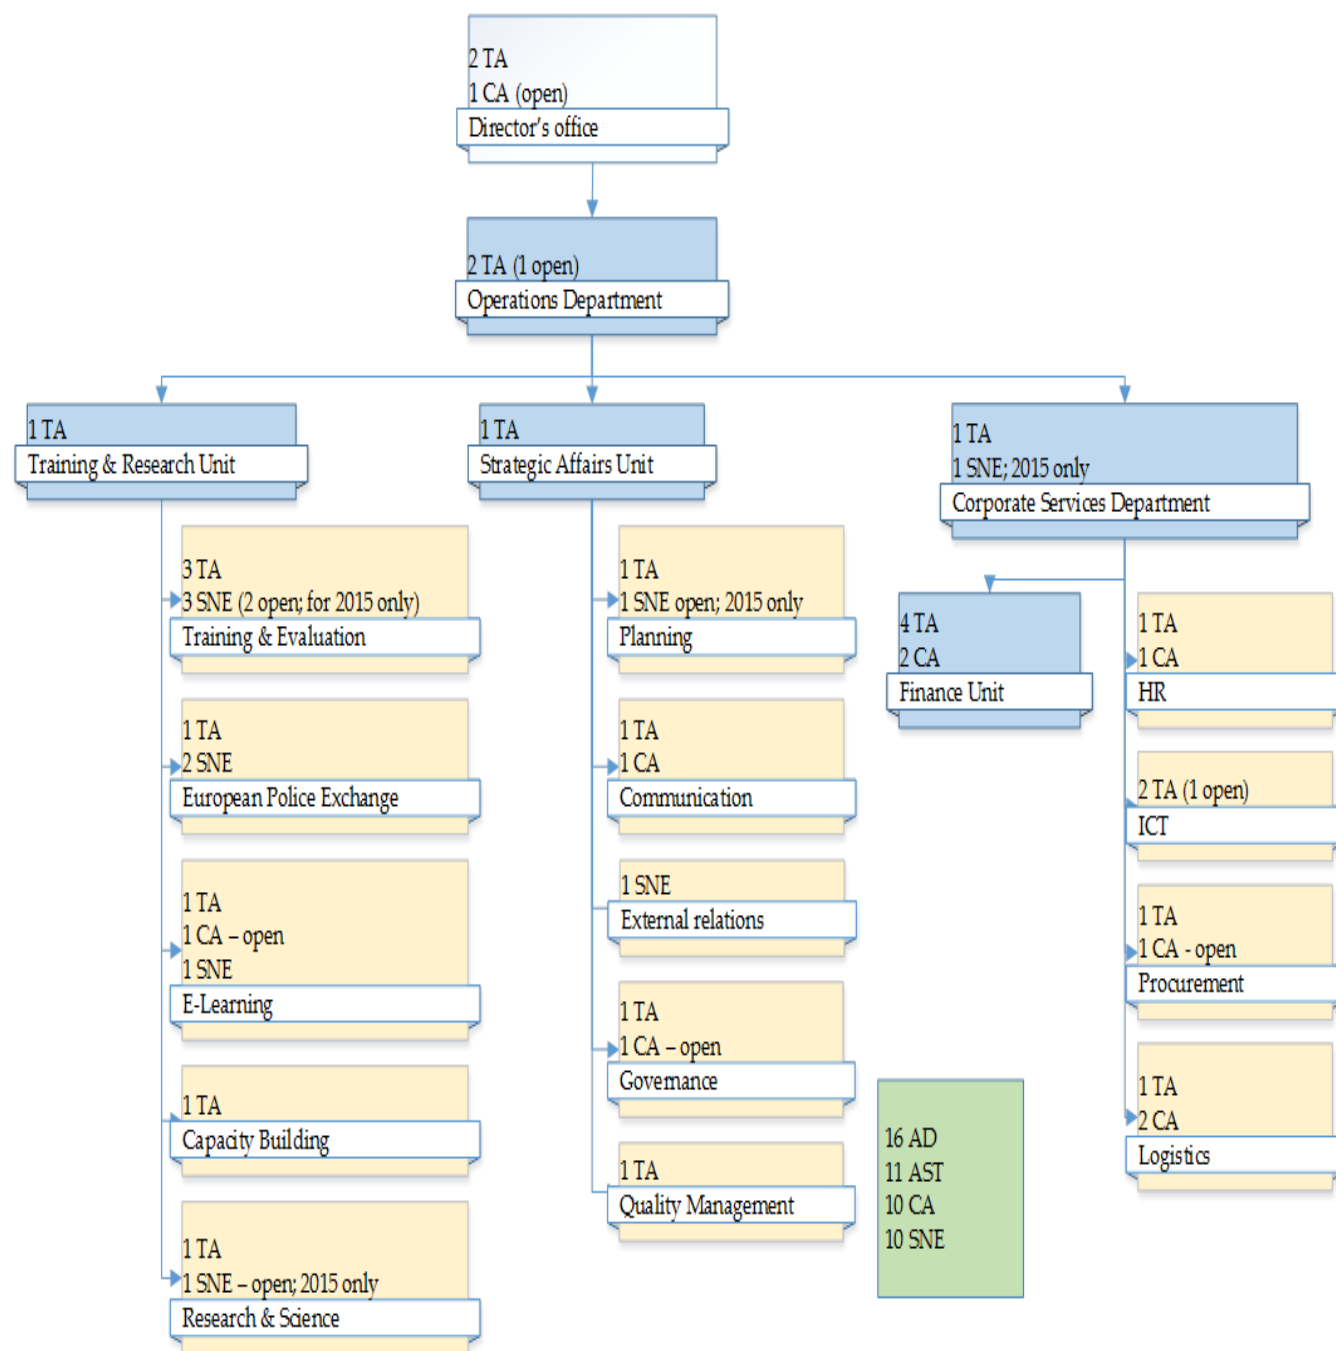 2 TA
1 CA (open)
Director's office
2 TA (1 open)
Operations Department
1 TA
Training & Research Unit
1 TA
Strategic Affairs Unit
1 TA
1 SNE; 2015 only
Corporate Services Department
3 TA
3 SNE (2 open; for 2015 only)
Training & Evaluation
1 TA
2 SNE
European Police Exchange
1 TA
1 CA – open
1 SNE
E-Learning
1 TA
Capacity Building
1 TA
1 SNE – open; 2015 only
Research & Science
1 TA
1 SNE open; 2015 only
Planning
1 TA
1 CA
Communication
1 SNE
External relations
1 TA
1 CA – open
Governance
1 TA
Quality Management
4 TA
2 CA
Finance Unit
1 TA
1 CA
HR
2 TA (1 open)
ICT
1 TA
1 CA - open
Procurement
1 TA
2 CA
Logistics
16 AD
11 AST
10 CA
10 SNE